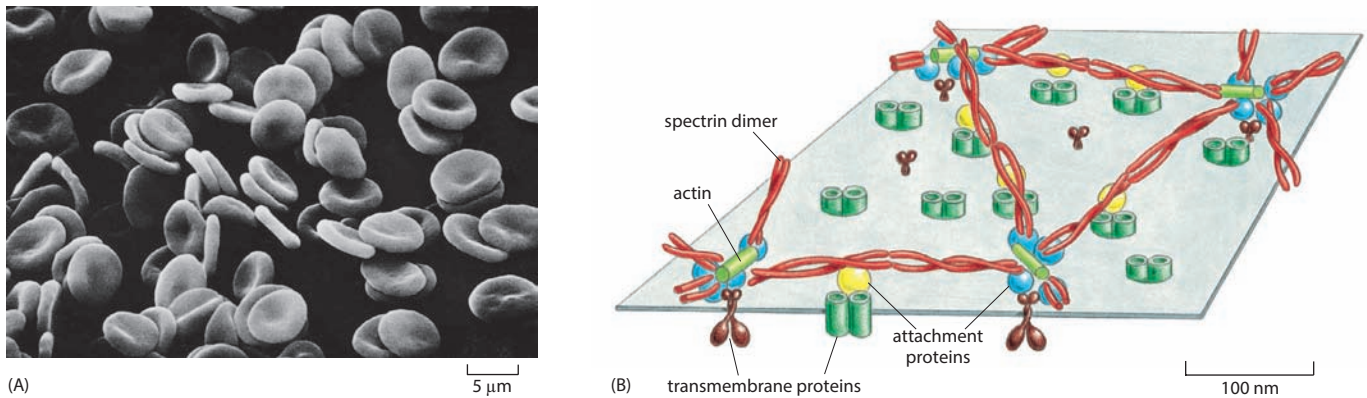 (A)
5 μm
spectrin dimer
actin
attachment
proteins
(B)
transmembrane proteins
100 nm